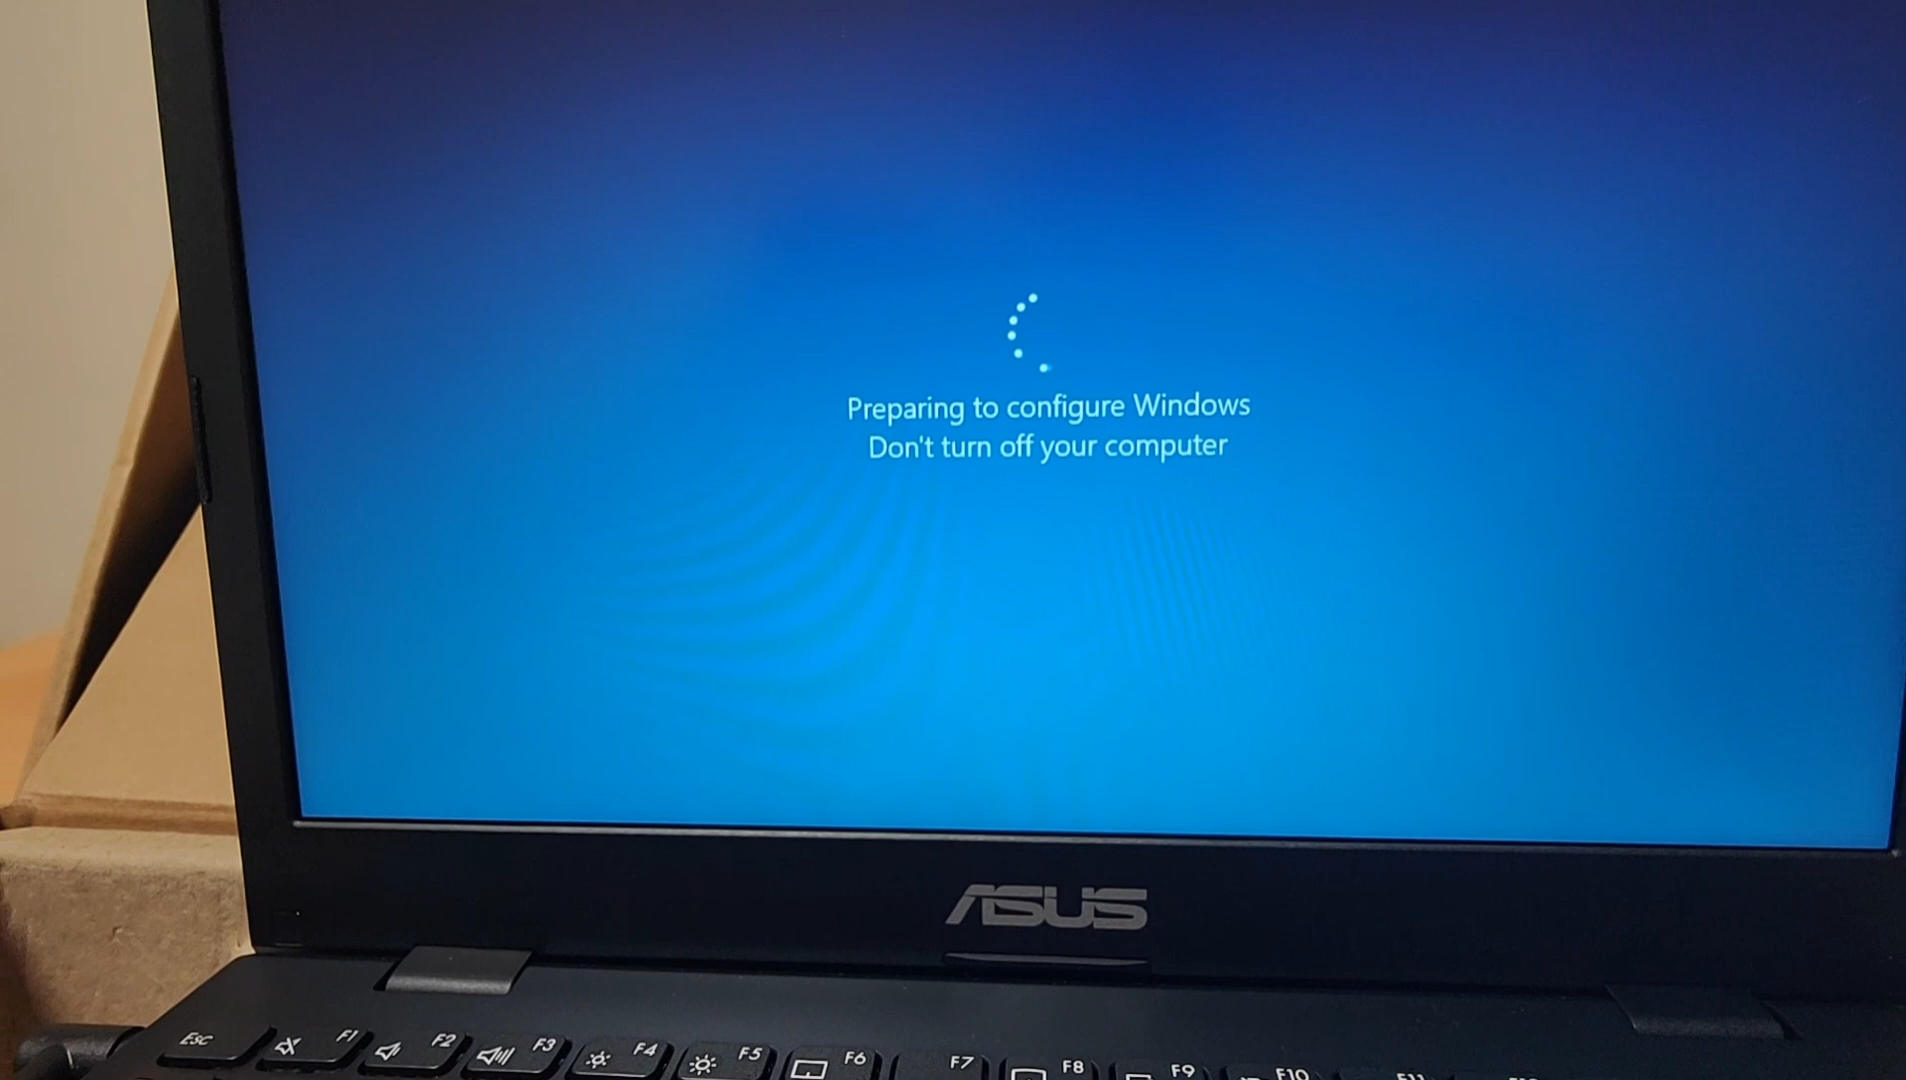 Preparing to configure Windows
Don't turn off your computer
ASUS
Esc F1 F2 F3 F4 F5 F6 F7 F8 F9 F10